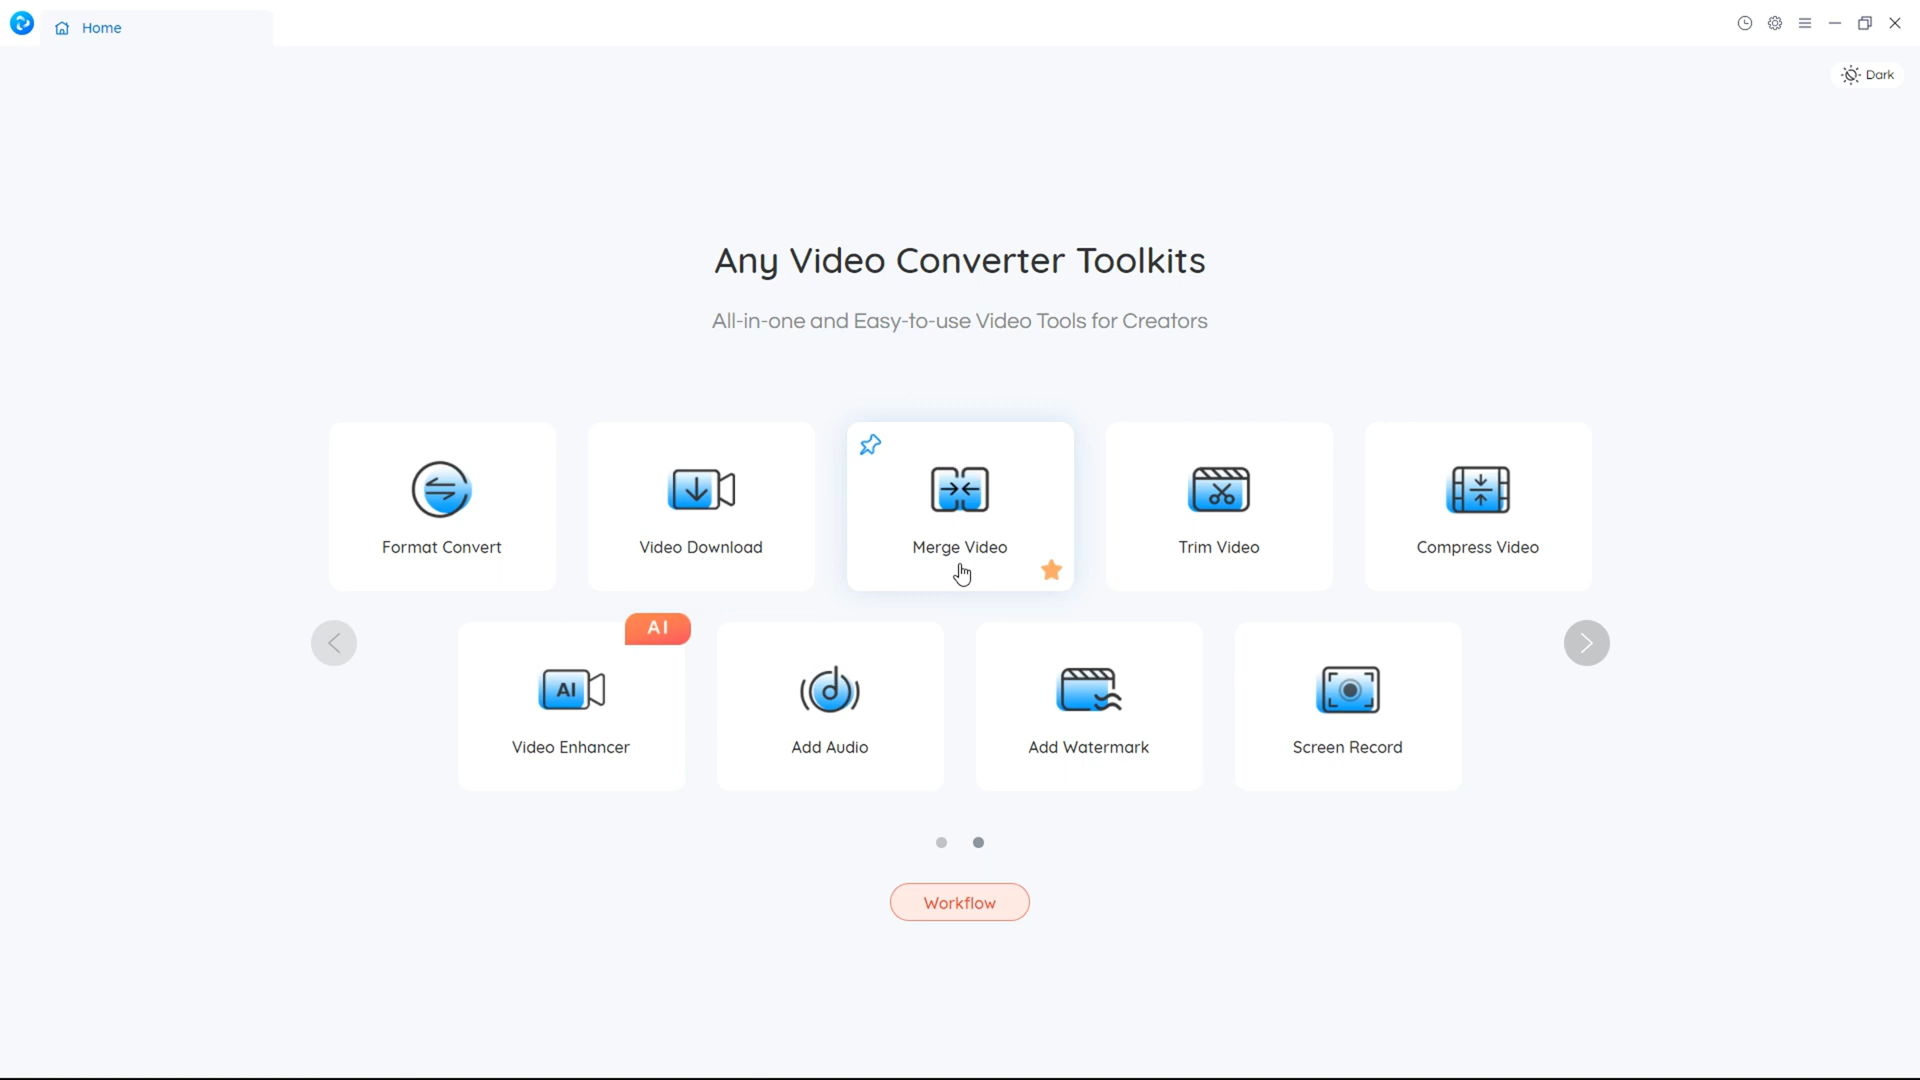 Home
Dark
Any Video Converter Toolkits
All-in-one and Easy-to-use Video Tools for Creators
Format Convert
Video Download
Merge Video
Trim Video
Compress Video
AI
AI
Video Enhancer
Add Audio
Add Watermark
Screen Record
Workflow